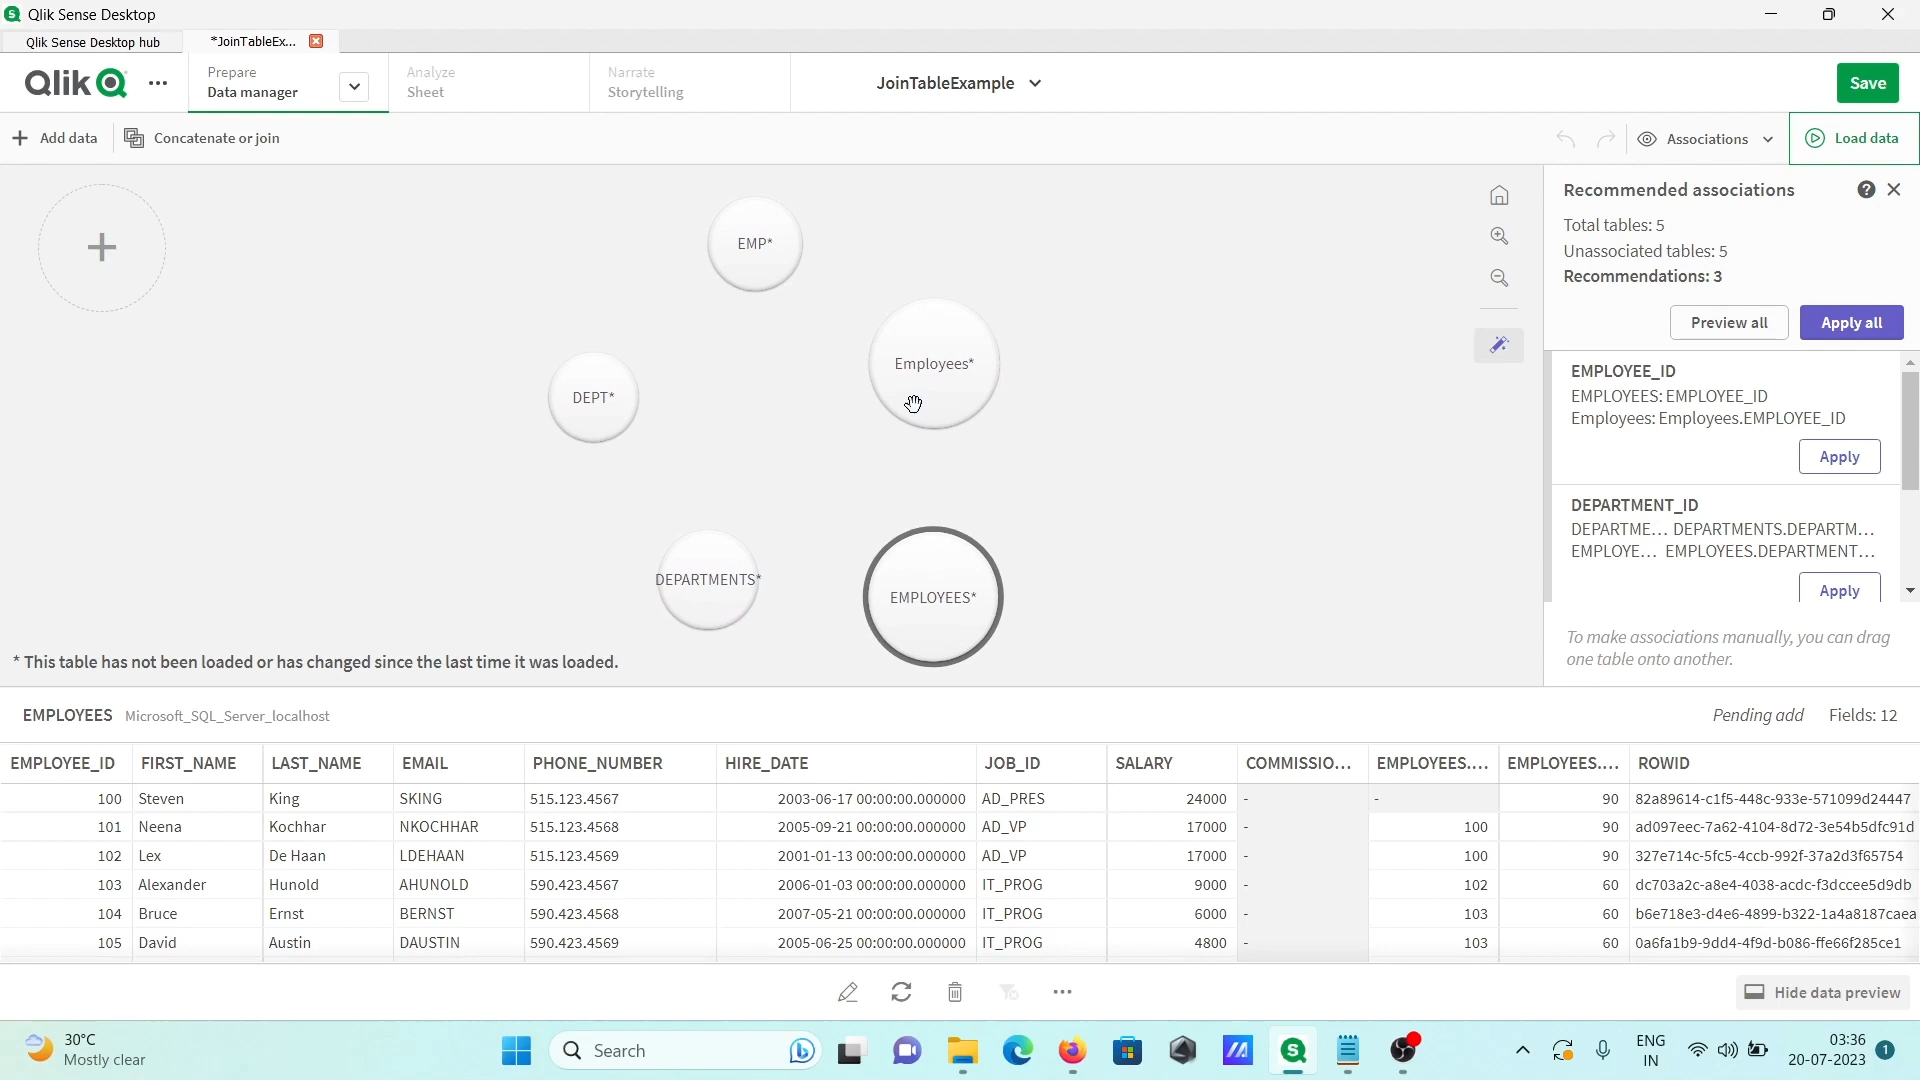 Qlik Sense Desktop
Qlik Sense Desktop hub
*JoinTableEx...
Qlik
Prepare
Data manager
Analyze
Sheet
Narrate
Storytelling
JoinTableExample
Save
Add data
Concatenate or join
Associations
Load data
EMP*
Employees*
DEPT*
DEPARTMENTS*
EMPLOYEES*
* This table has not been loaded or has changed since the last time it was loaded.
Recommended associations
Total tables: 5
Unassociated tables: 5
Recommendations: 3
Preview all
Apply all
EMPLOYEE_ID
EMPLOYEES: EMPLOYEE_ID
Employees: Employees.EMPLOYEE_ID
Apply
DEPARTMENT_ID
DEPARTME... DEPARTMENTS.DEPARTM...
EMPLOYE... EMPLOYEES.DEPARTMENT...
Apply
To make associations manually, you can drag
one table onto another.
EMPLOYEES Microsoft_SQL_Server_localhost
Pending add Fields: 12
EMPLOYEE_ID FIRST_NAME LAST_NAME EMAIL PHONE_NUMBER HIRE_DATE JOB_ID SALARY COMMISSIO... EMPLOYEES.... EMPLOYEES.... ROWID
100 Steven King SKING 515.123.4567 2003-06-17 00:00:00.000000 AD_PRES 24000 - - 90 82a89614-c1f5-448c-933e-571099d24447
101 Neena Kochhar NKOCHHAR 515.123.4568 2005-09-21 00:00:00.000000 AD_VP 17000 - 100 90 ad097eec-7a62-4104-8d72-3e54b5dfc91d
102 Lex De Haan LDEHAAN 515.123.4569 2001-01-13 00:00:00.000000 AD_VP 17000 - 100 90 327e714c-5fc5-4ccb-992f-37a2d3f65754
103 Alexander Hunold AHUNOLD 590.423.4567 2006-01-03 00:00:00.000000 IT_PROG 9000 - 102 60 dc703a2c-a8e4-4038-acdc-f3dccee5d9db
104 Bruce Ernst BERNST 590.423.4568 2007-05-21 00:00:00.000000 IT_PROG 6000 - 103 60 b6e718e3-d4e6-4899-b322-1a4a8187caea
105 David Austin DAUSTIN 590.423.4569 2005-06-25 00:00:00.000000 IT_PROG 4800 - 103 60 0a6fa1b9-9dd4-4f9d-b086-ffe66f285ce1
Hide data preview
30°C
Mostly clear
Search
ENG
IN
03:36
20-07-2023
1